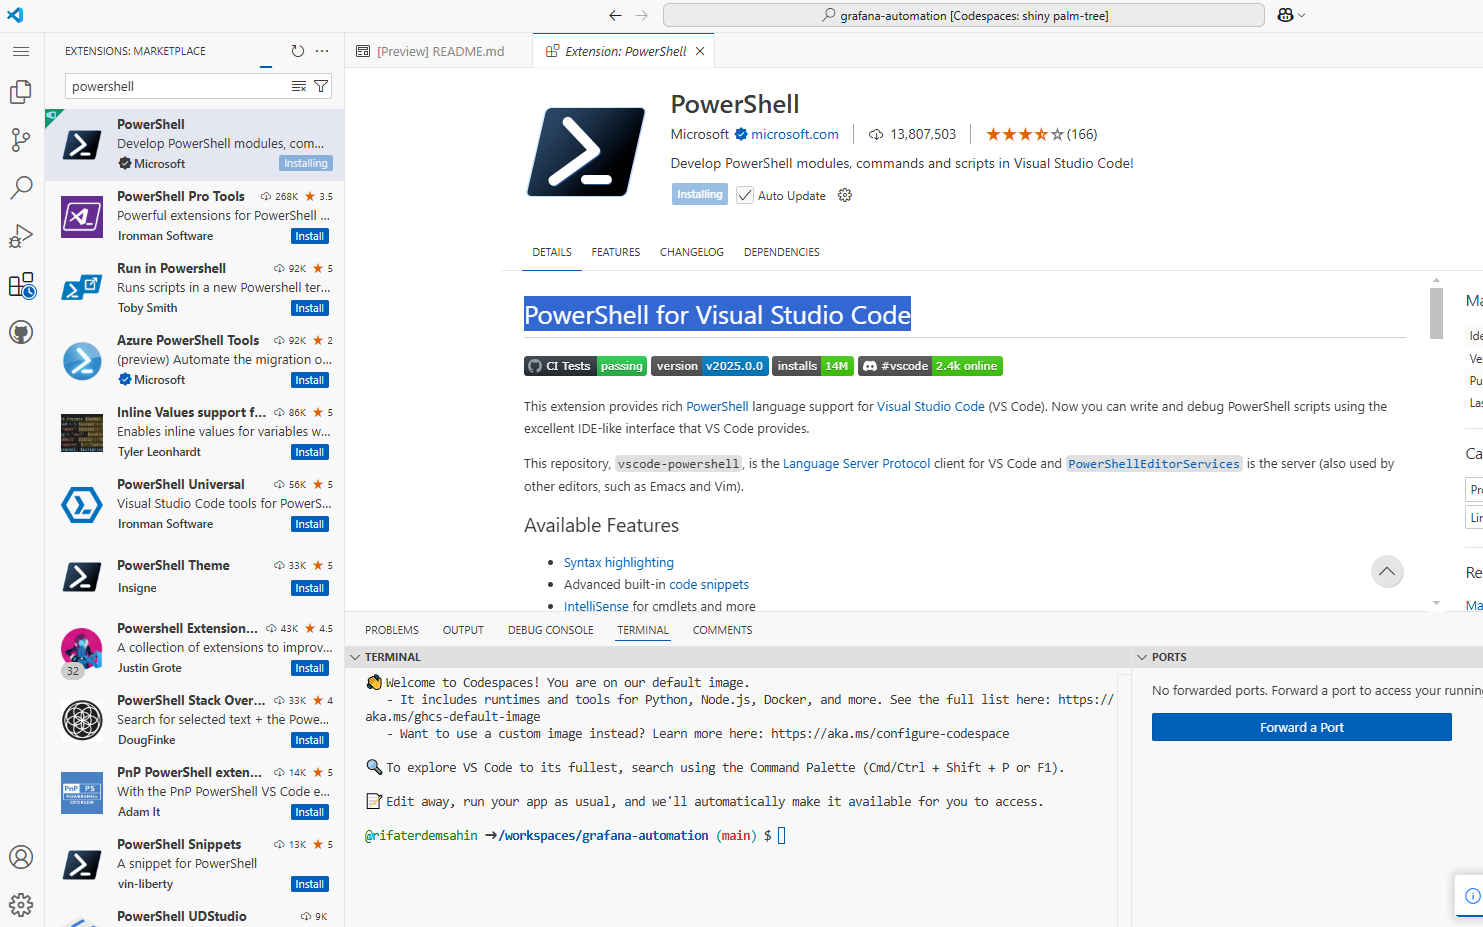 grafana-automation [Codespaces: shiny palm-tree]
EXTENSIONS: MARKETPLACE
powershell
PowerShell
Develop PowerShell modules, com...
Microsoft
Installing
PowerShell Pro Tools 268K 3.5
Powerful extensions for PowerShell ...
Ironman Software
Install
Run in Powershell 92K 5
Runs scripts in a new Powershell ter...
Toby Smith
Install
Azure PowerShell Tools 92K 2
(preview) Automate the migration o...
Microsoft
Install
Inline Values support f... 86K 5
Enables inline values for variables w...
Tyler Leonhardt
Install
PowerShell Universal 56K 5
Visual Studio Code tools for PowerS...
Ironman Software
Install
PowerShell Theme 33K 5
Insigne
Install
Powershell Extension... 43K 4.5
A collection of extensions to improv...
32
Justin Grote
Install
PowerShell Stack Over... 33K 4
Search for selected text + the Powe...
DougFinke
Install
PnP PowerShell exten... 14K 5
With the PnP PowerShell VS Code e...
PnP PS
Adam It
Install
PowerShell Snippets 13K 5
A snippet for PowerShell
vin-liberty
Install
PowerShell UDStudio 9K
[Preview] README.md
Extension: PowerShell
PowerShell
Microsoft microsoft.com 13,807,503 (166)
Develop PowerShell modules, commands and scripts in Visual Studio Code!
Installing Auto Update
DETAILS FEATURES CHANGELOG DEPENDENCIES
PowerShell for Visual Studio Code
CI Tests passing version v2025.0.0 installs 14M #vscode 2.4k online
This extension provides rich PowerShell language support for Visual Studio Code (VS Code). Now you can write and debug PowerShell scripts using the
excellent IDE-like interface that VS Code provides.
This repository, vscode-powershell, is the Language Server Protocol client for VS Code and PowerShellEditorServices is the server (also used by
other editors, such as Emacs and Vim).
Available Features
• Syntax highlighting
• Advanced built-in code snippets
• IntelliSense for cmdlets and more
Ma
Ide
Ve
Pu
Las
Ca
Pr
Lin
Re
Ma
PROBLEMS OUTPUT DEBUG CONSOLE TERMINAL COMMENTS
TERMINAL
👋 Welcome to Codespaces! You are on our default image.
- It includes runtimes and tools for Python, Node.js, Docker, and more. See the full list here: https://
aka.ms/ghcs-default-image
- Want to use a custom image instead? Learn more here: https://aka.ms/configure-codespace
🔍 To explore VS Code to its fullest, search using the Command Palette (Cmd/Ctrl + Shift + P or F1).
📝 Edit away, run your app as usual, and we'll automatically make it available for you to access.
@rifaterdemsahin ➜/workspaces/grafana-automation (main) $
PORTS
No forwarded ports. Forward a port to access your runnin
Forward a Port